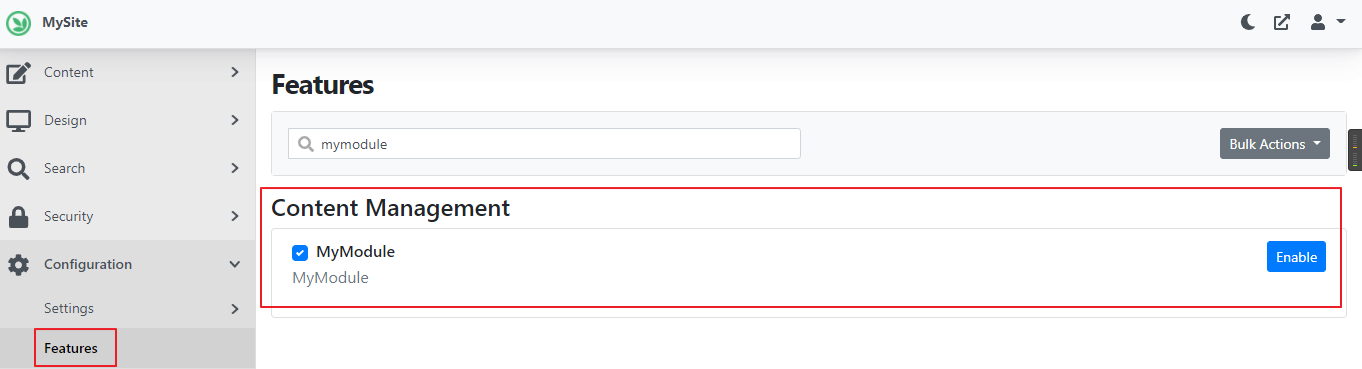 MySite
Content
Design
Search
Security
Configuration
Settings
Features
Features
mymodule
Bulk Actions
Content Management
MyModule
Enable
MyModule